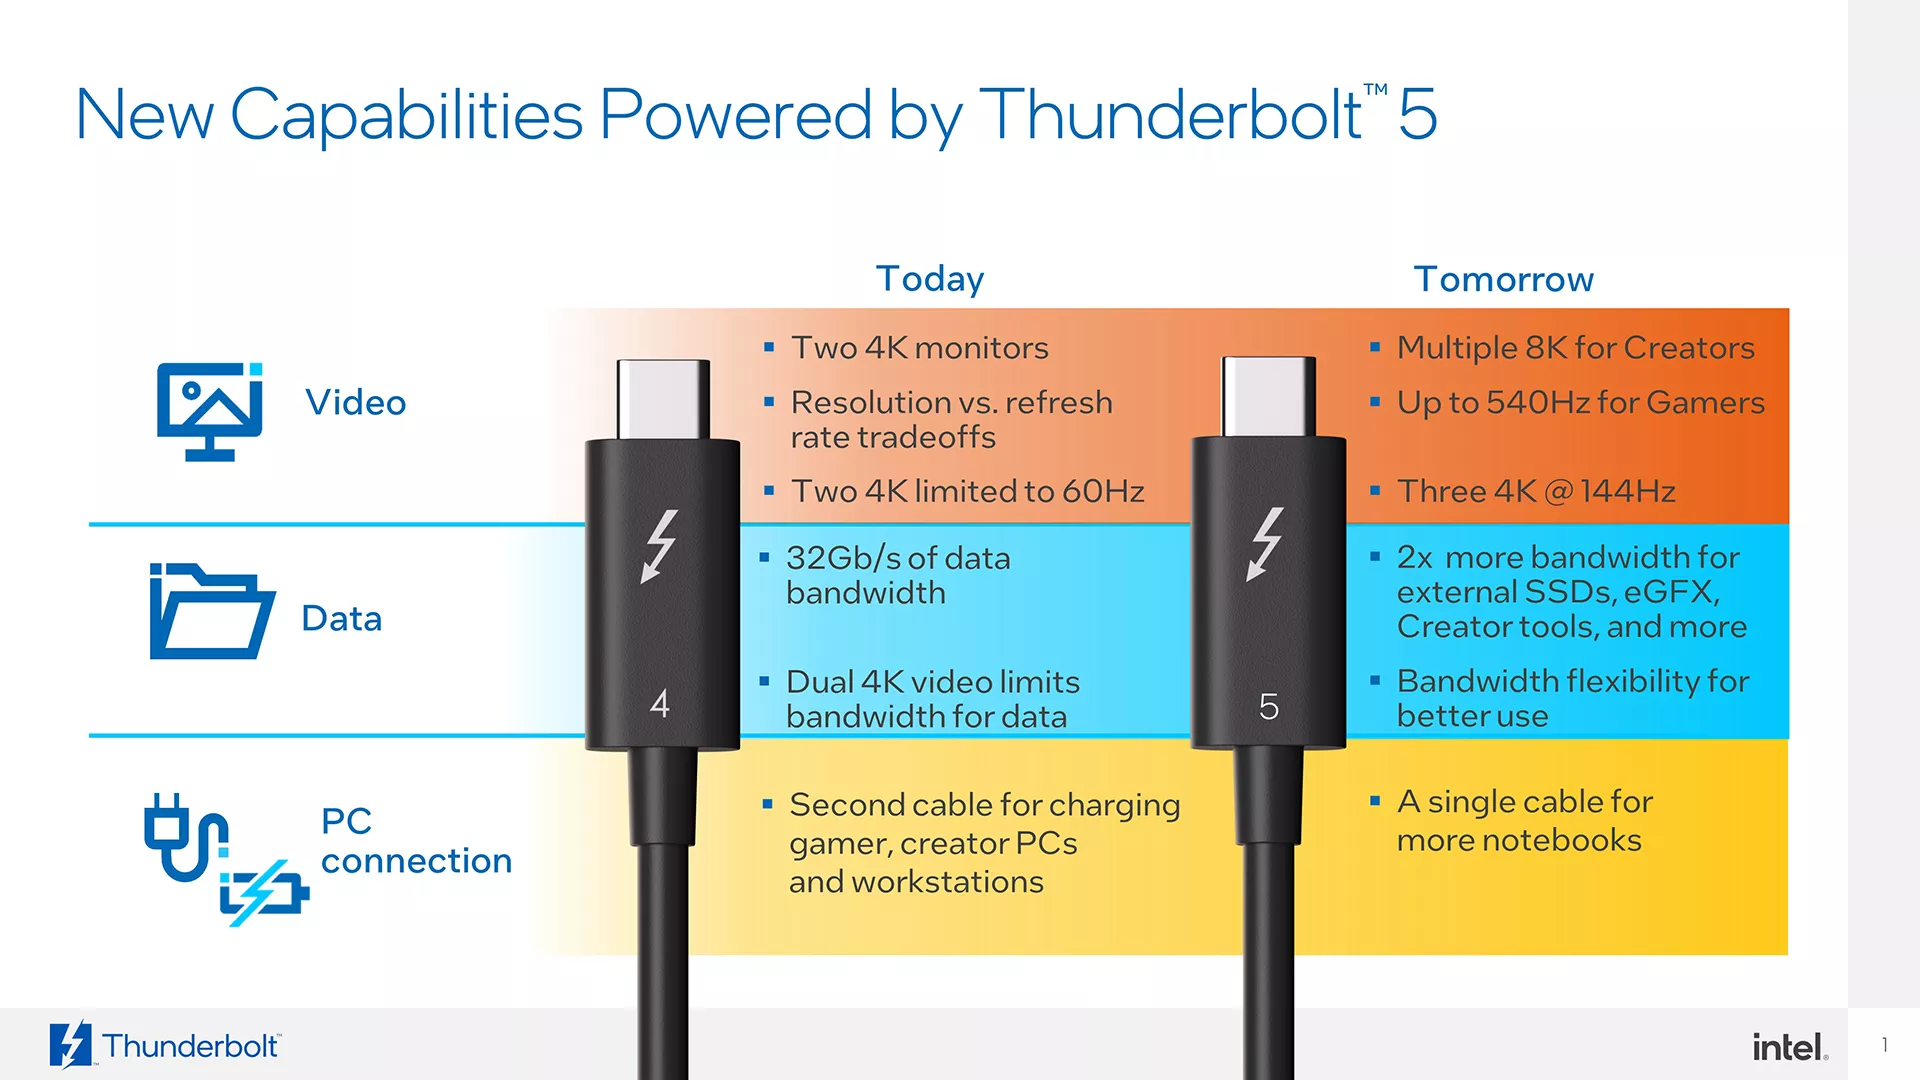 New Capabilities Powered by Thunderbolt™ 5
Today
Tomorrow
Video
▪ Two 4K monitors
▪ Resolution vs. refresh
rate tradeoffs
▪ Two 4K limited to 60Hz
▪ Multiple 8K for Creators
▪ Up to 540Hz for Gamers
▪ Three 4K @ 144Hz
Data
▪ 32Gb/s of data
bandwidth
▪ Dual 4K video limits
bandwidth for data
▪ 2x more bandwidth for
external SSDs, eGFX,
Creator tools, and more
▪ Bandwidth flexibility for
better use
4
5
PC
connection
▪ Second cable for charging
gamer, creator PCs
and workstations
▪ A single cable for
more notebooks
Thunderbolt™
intel®
1